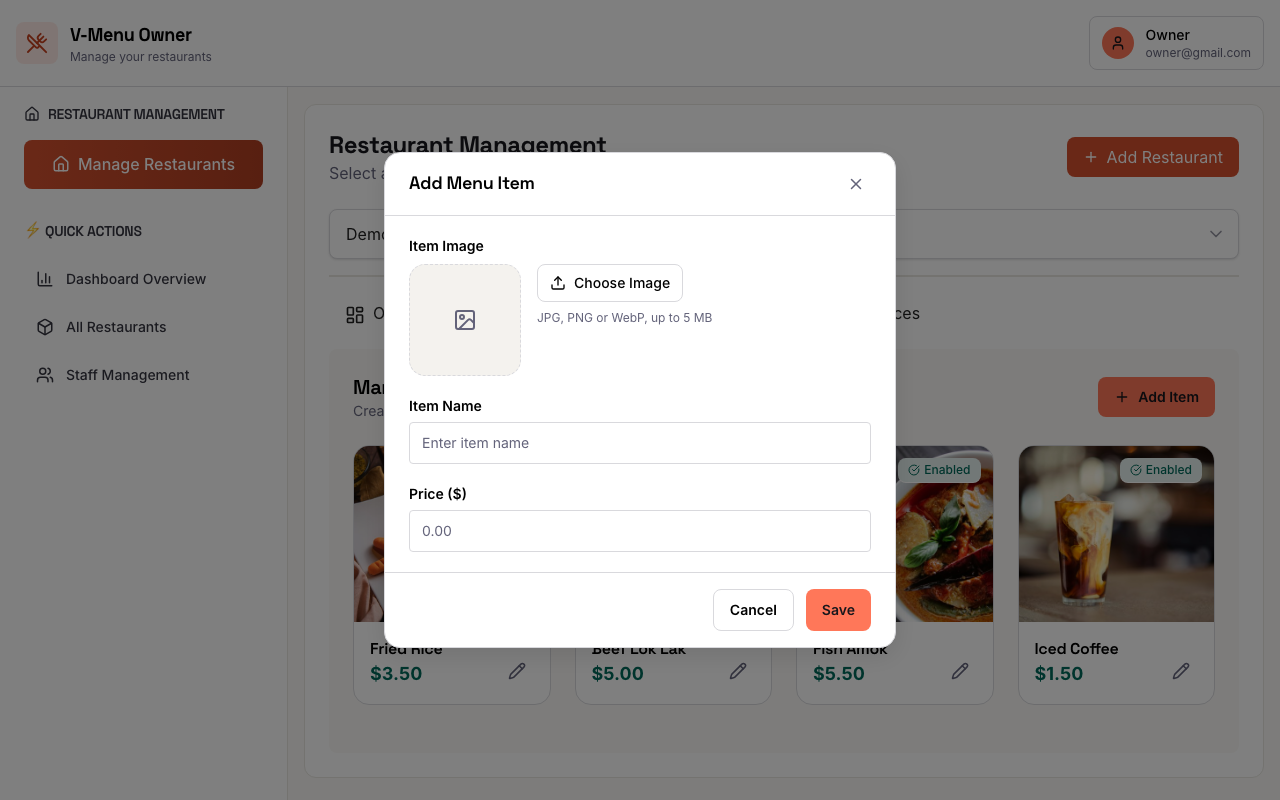 V-Menu Owner
Manage your restaurants
Owner
owner@gmail.com
RESTAURANT MANAGEMENT
Manage Restaurants
⚡ QUICK ACTIONS
Dashboard Overview
All Restaurants
Staff Management
Restaurant Management
Select
+ Add Restaurant
Add Menu Item
Item Image
Choose Image
JPG, PNG or WebP, up to 5 MB
Item Name
Enter item name
Price ($)
0.00
Cancel
Save
+ Add Item
Enabled
Enabled
Fried Rice
$3.50
Beef Lok Lak
$5.00
Fish Amok
$5.50
Iced Coffee
$1.50